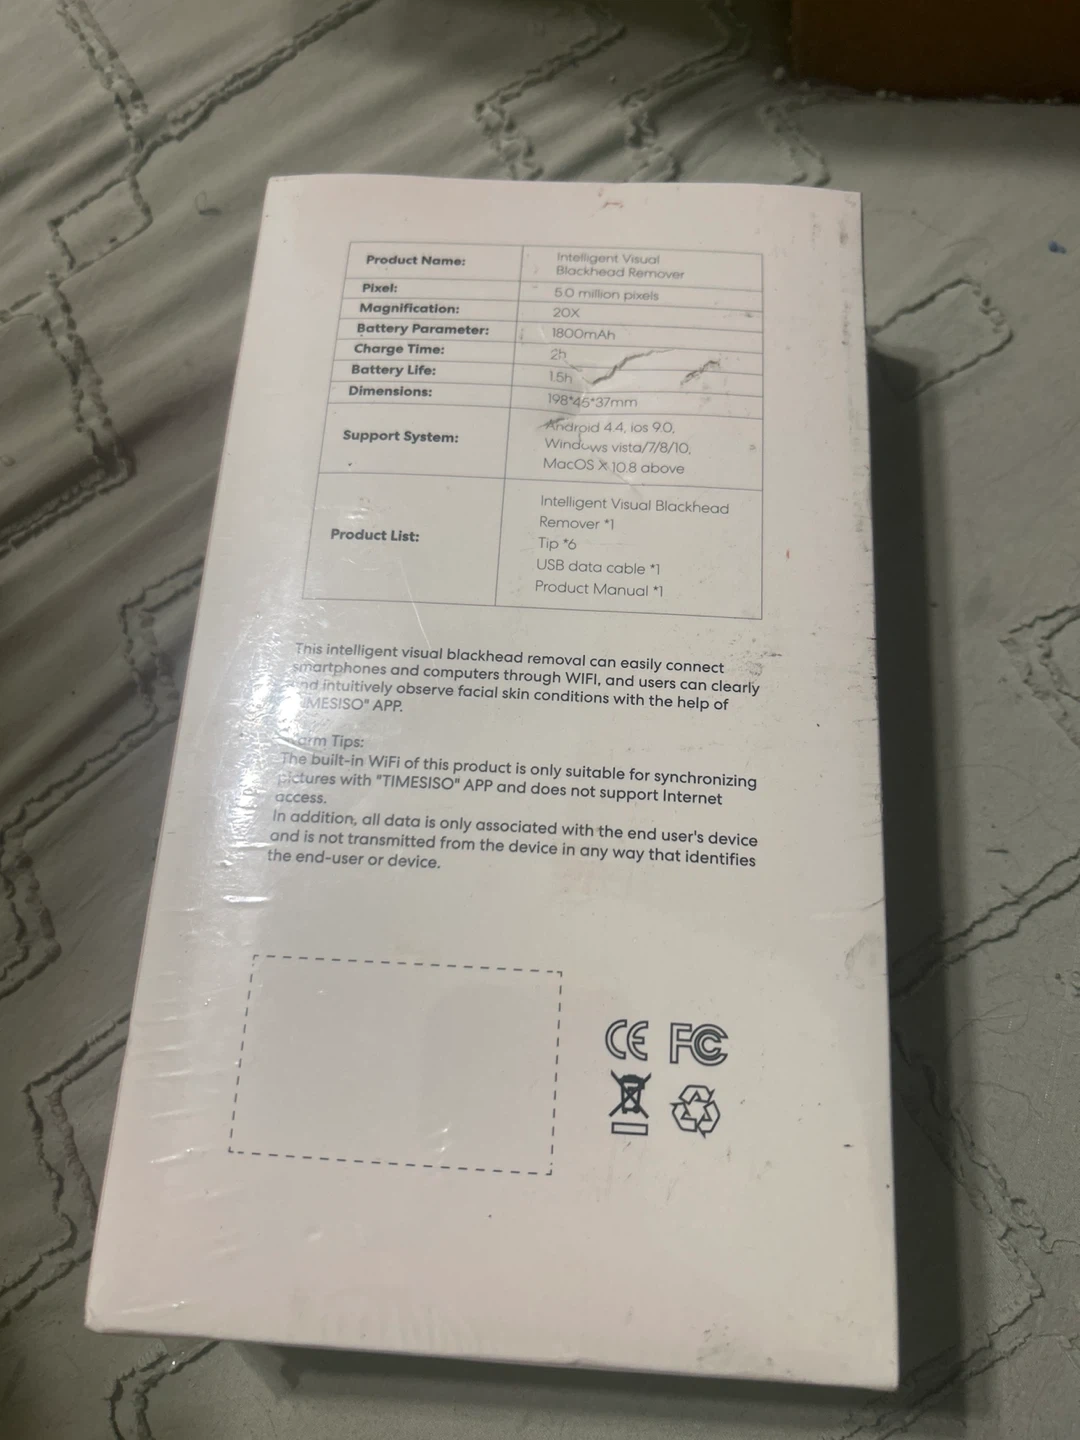 Product Name: Intelligent Visual
Blackhead Remover
Pixel: 5.0 million pixels
Magnification: 20X
Battery Parameter: 1800mAh
Charge Time: 2h
Battery Life: 1.5h
Dimensions: 198*46*37mm
Support System: Android 4.4, ios 9.0,
Windows vista/7/8/10,
MacOS X 10.8 above
Product List: Intelligent Visual Blackhead
Remover *1
Tip *6
USB data cable *1
Product Manual *1
This intelligent visual blackhead removal can easily connect
smartphones and computers through WIFI, and users can clearly
and intuitively observe facial skin conditions with the help of
"TIMESISO" APP.
Warm Tips:
The built-in WiFi of this product is only suitable for synchronizing
pictures with "TIMESISO" APP and does not support Internet
access.
In addition, all data is only associated with the end user's device
and is not transmitted from the device in any way that identifies
the end-user or device.
CE FC